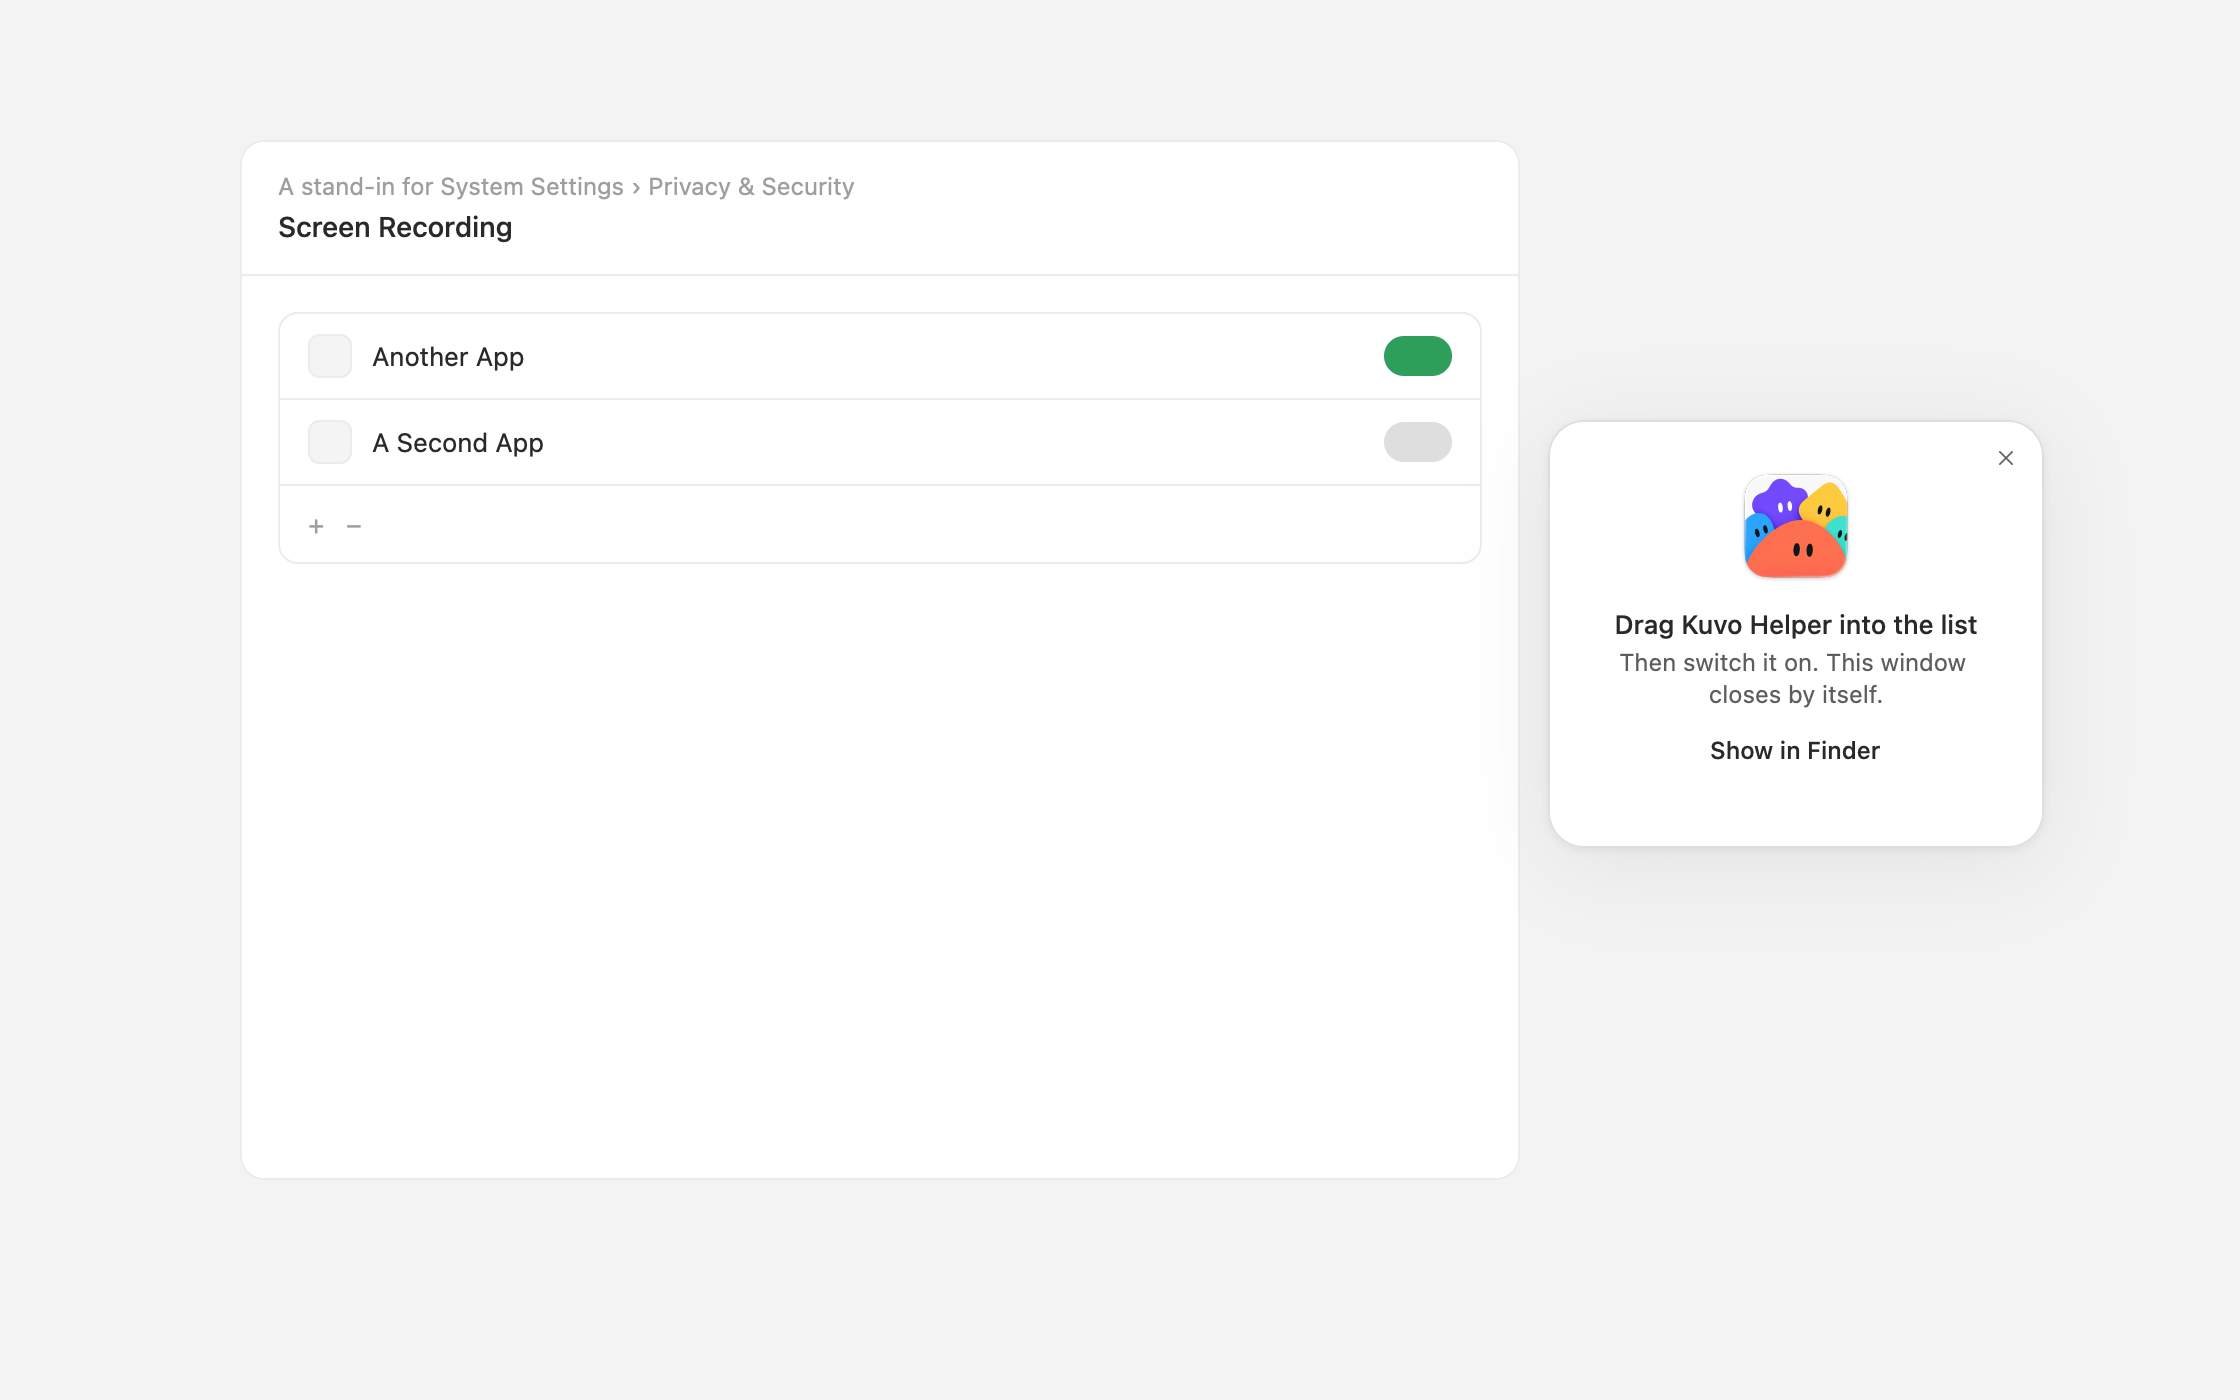 A stand-in for System Settings › Privacy & Security
Screen Recording
Another App
A Second App
+ −
Drag Kuvo Helper into the list
Then switch it on. This window
closes by itself.
Show in Finder